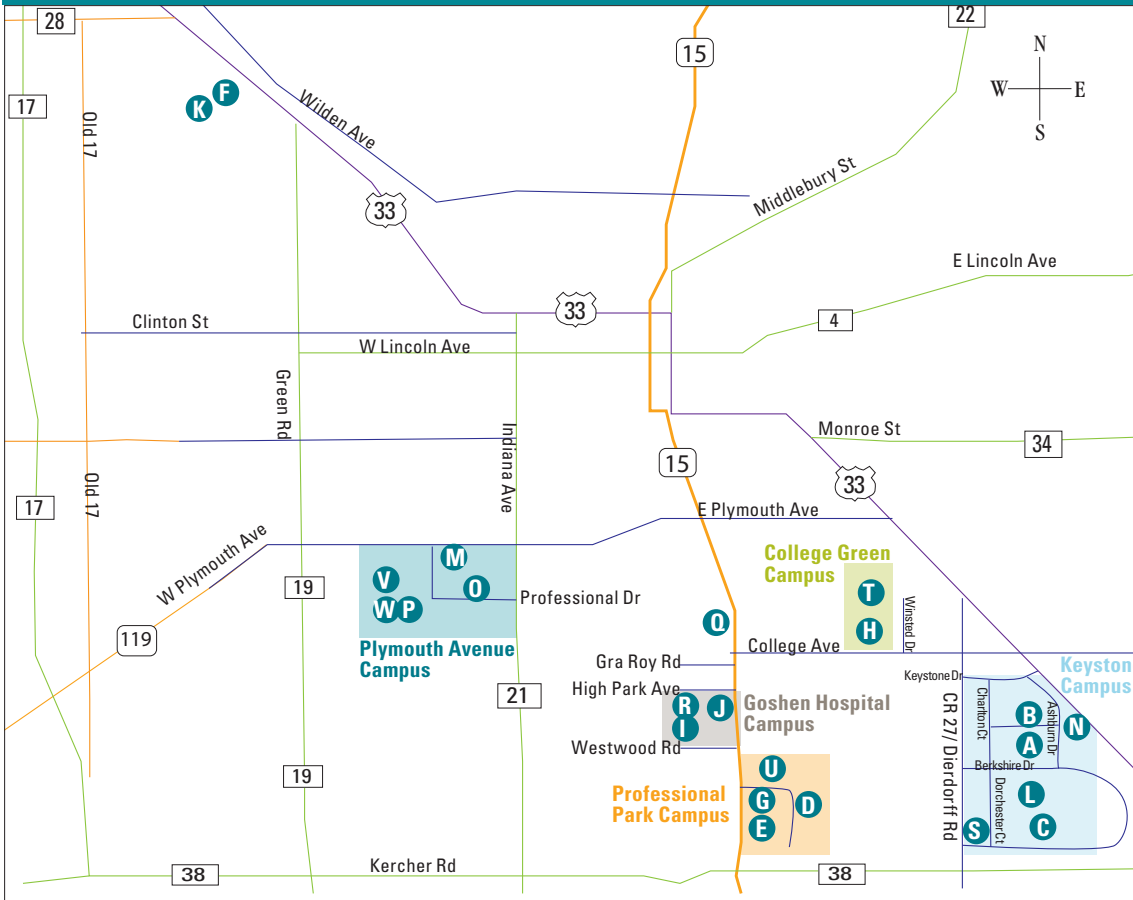 28
22
15
N
W
E
S
17
F
K
Old 17
Wilden Ave
Middlebury St
33
E Lincoln Ave
33
4
Clinton St
W Lincoln Ave
Green Rd
Indiana Ave
Monroe St
34
15
33
Old 17
17
E Plymouth Ave
W Plymouth Ave
College Green
Campus
M
V
O
19
T
W
P
Professional Dr
Winsted Dr
Q
H
119
Plymouth Avenue
Campus
College Ave
Gra Roy Rd
Keyston
Campus
Keystone Dr
High Park Ave
21
R
J
Goshen Hospital
Campus
I
Charlton Ct
B
Ashburn Dr
N
A
Westwood Rd
CR 27/ Dierdorff Rd
Berkshire Dr
19
U
Professional
Park Campus
G
D
E
L
Dorchester Ct
C
S
Kercher Rd
38
38